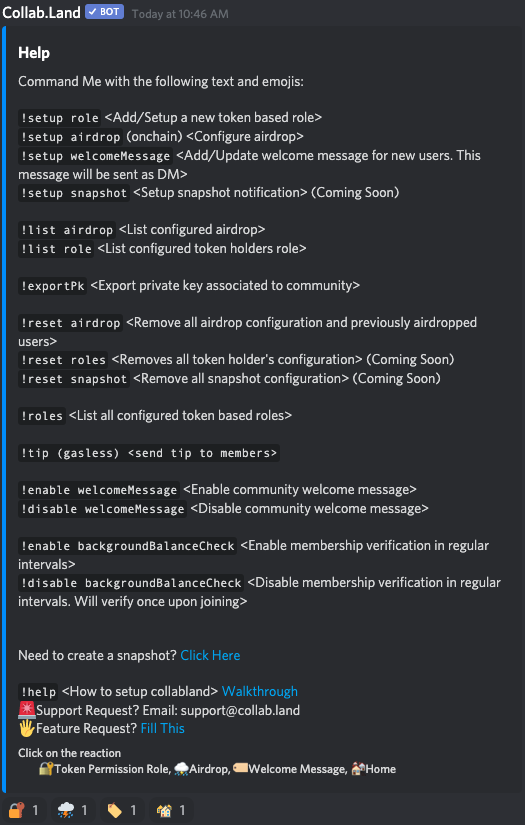 Collab.Land ✓ BOT Today at 10:46 AM
Help
Command Me with the following text and emojis:
!setup role <Add/Setup a new token based role>
!setup airdrop (onchain) <Configure airdrop>
!setup welcomeMessage <Add/Update welcome message for new users. This
message will be sent as DM>
!setup snapshot <Setup snapshot notification> (Coming Soon)
!list airdrop <List configured airdrop>
!list role <List configured token holders role>
!exportPk <Export private key associated to community>
!reset airdrop <Remove all airdrop configuration and previously airdropped
users>
!reset roles <Removes all token holder's configuration> (Coming Soon)
!reset snapshot <Remove all snapshot configuration> (Coming Soon)
!roles <List all configured token based roles>
!tip (gasless) <send tip to members>
!enable welcomeMessage <Enable community welcome message>
!disable welcomeMessage <Disable community welcome message>
!enable backgroundBalanceCheck <Enable membership verification in regular
intervals>
!disable backgroundBalanceCheck <Disable membership verification in regular
intervals. Will verify once upon joining>
Need to create a snapshot? Click Here
!help <How to setup collabland> Walkthrough
🚨Support Request? Email: support@collab.land
🖐Feature Request? Fill This
Click on the reaction
🔐Token Permission Role, 🌨Airdrop, 🏷Welcome Message, 🏘Home
🔐 1 ⛈ 1 🏷 1 🏘 1